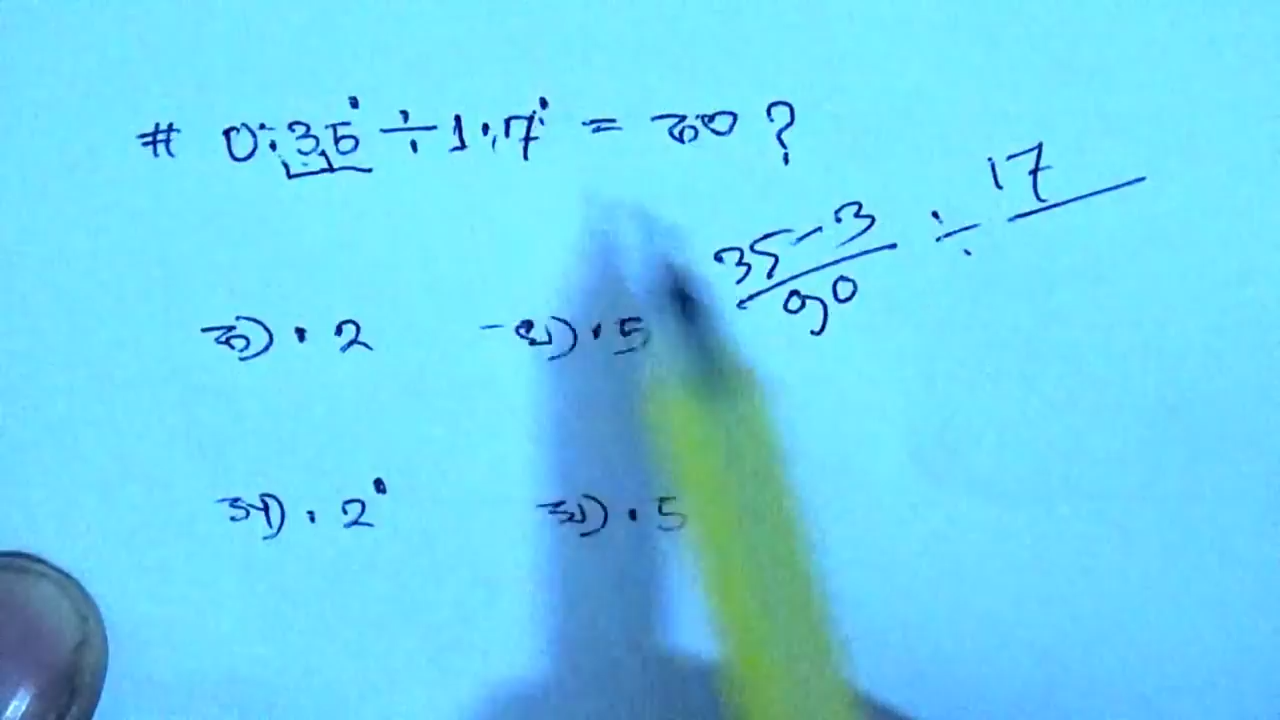 # 0.35̇ ÷ 1.7̇ = কত ?
35-3 ÷ 17
90
ক) .2 খ) .5
গ) .2̇ ঘ) .5